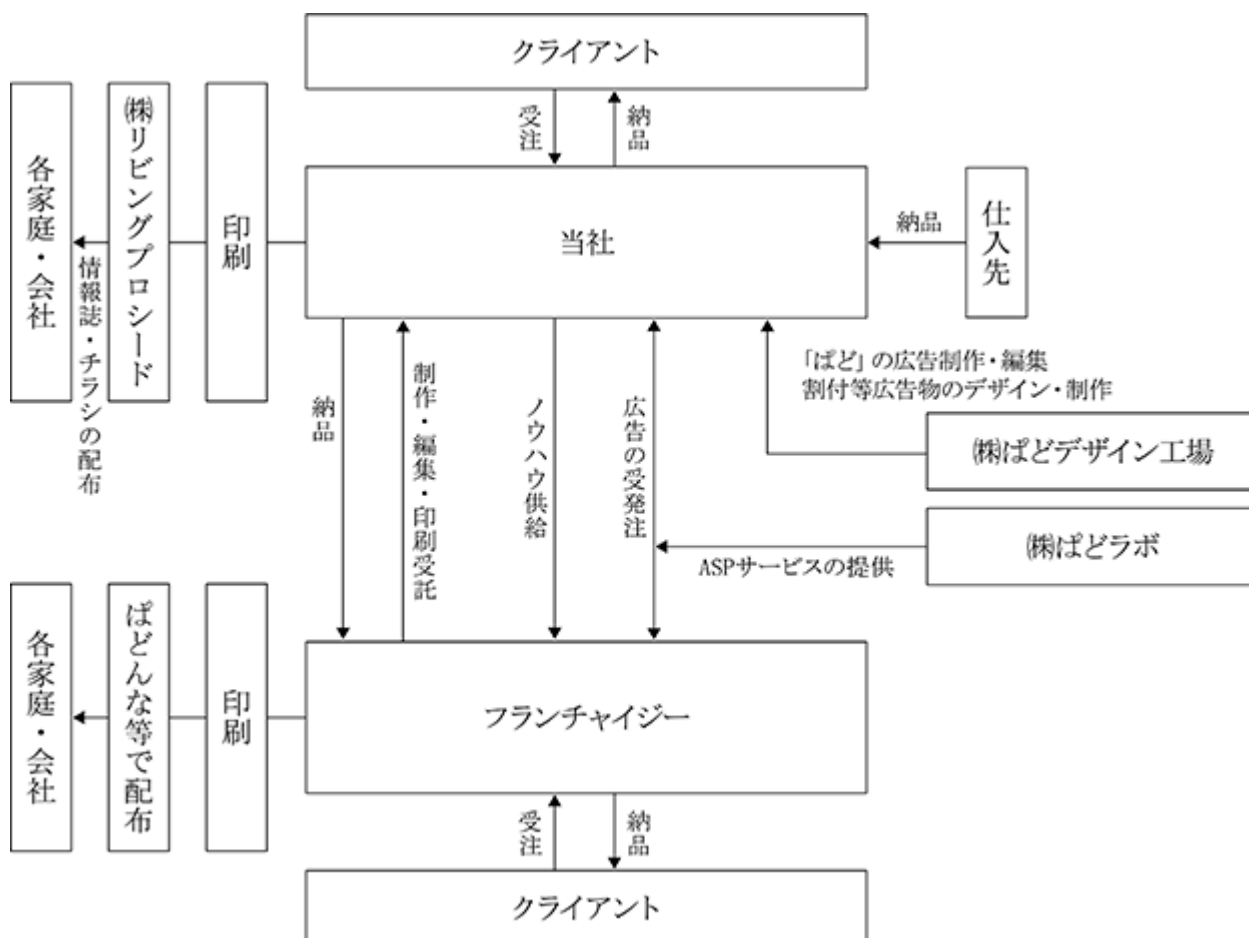 クライアント
受注
納品
各家庭・会社
情報誌・チラシの配布
㈱リビングプロシード
印刷
当社
納品
仕入先
納品
制作・編集・印刷受託
ノウハウ供給
広告の受発注
「ぱど」の広告制作・編集
割付等広告物のデザイン・制作
㈱ぱどデザイン工場
㈱ぱどラボ
ASPサービスの提供
各家庭・会社
ぱどんな等で配布
印刷
フランチャイジー
受注
納品
クライアント